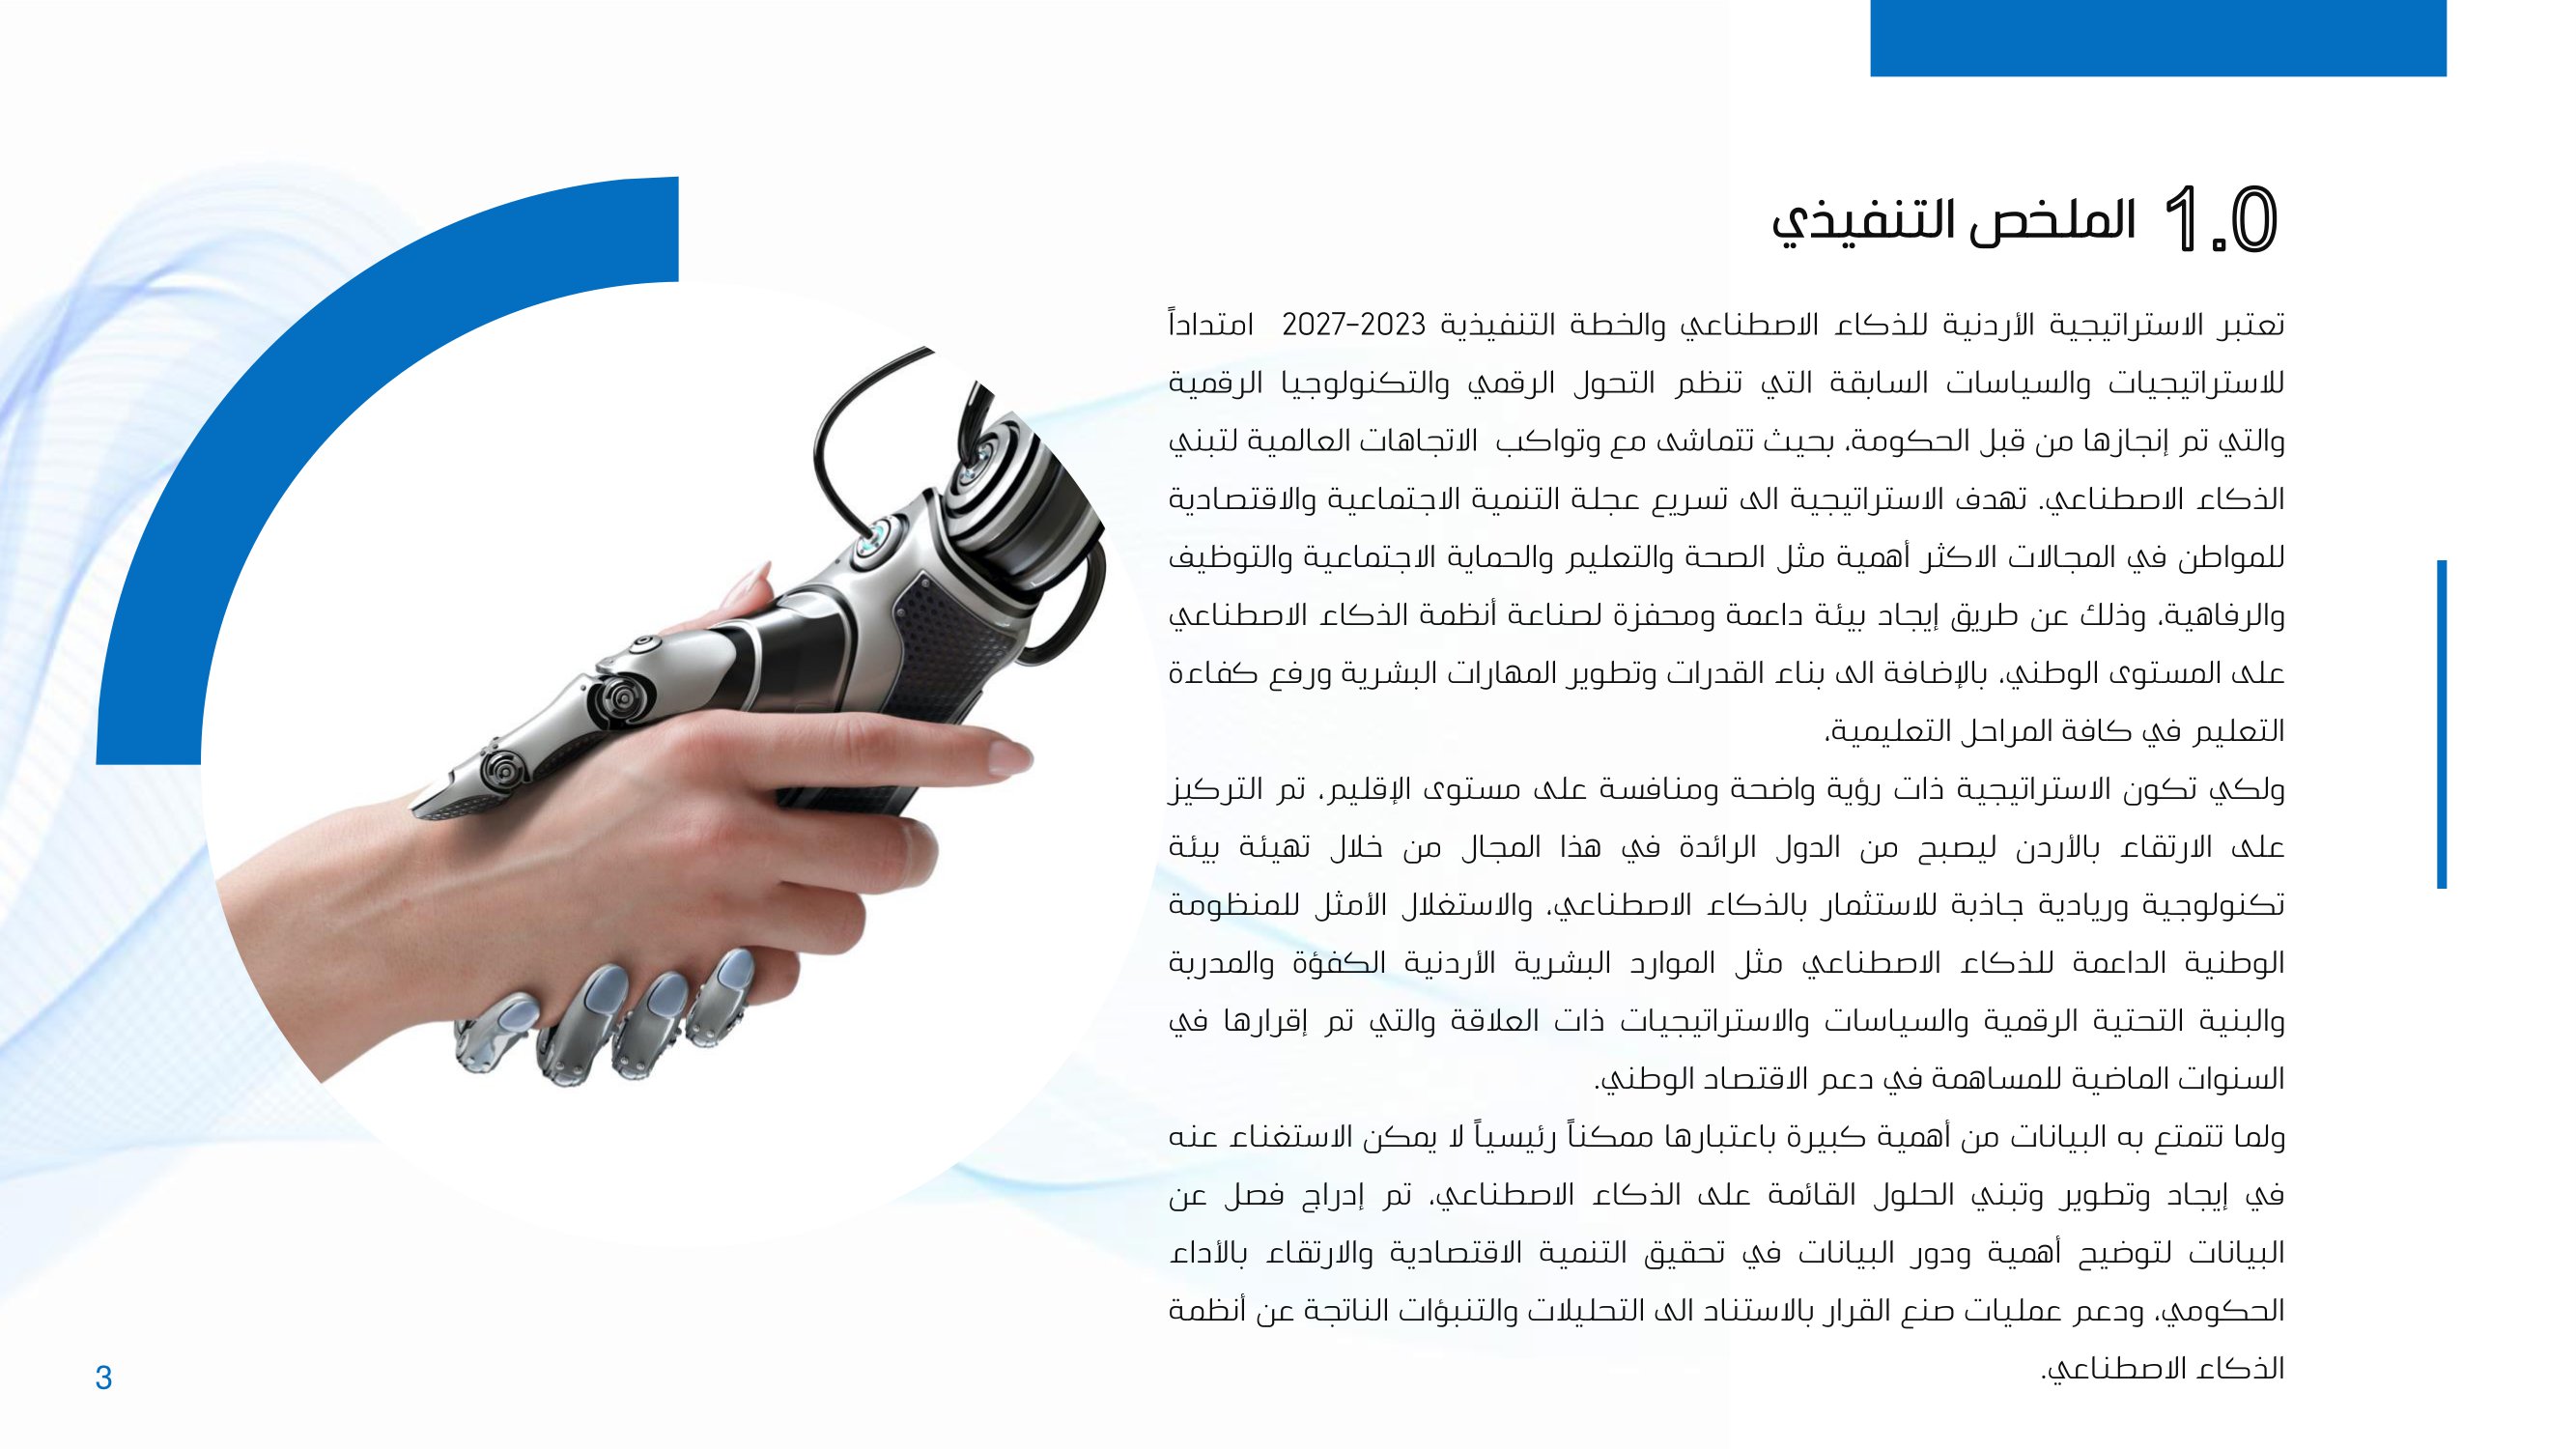 1.0 الملخص التنفيذي
تعتبر الاستراتيجية الأردنية للذكاء الاصطناعي والخطة التنفيذية 2023-2027 امتداداً
للاستراتيجيات والسياسات السابقة التي تنظم التحول الرقمي والتكنولوجيا الرقمية
والتي تم إنجازها من قبل الحكومة، بحيث تتماشى مع وتواكب الاتجاهات العالمية لتبني
الذكاء الاصطناعي. تهدف الاستراتيجية الى تسريع عجلة التنمية الاجتماعية والاقتصادية
للمواطن في المجالات الاكثر أهمية مثل الصحة والتعليم والحماية الاجتماعية والتوظيف
والرفاهية، وذلك عن طريق إيجاد بيئة داعمة ومحفزة لصناعة أنظمة الذكاء الاصطناعي
على المستوى الوطني، بالإضافة الى بناء القدرات وتطوير المهارات البشرية ورفع كفاءة
التعليم في كافة المراحل التعليمية،
ولكي تكون الاستراتيجية ذات رؤية واضحة ومنافسة على مستوى الإقليم، تم التركيز
على الارتقاء بالأردن ليصبح من الدول الرائدة في هذا المجال من خلال تهيئة بيئة
تكنولوجية وريادية جاذبة للاستثمار بالذكاء الاصطناعي، والاستغلال الأمثل للمنظومة
الوطنية الداعمة للذكاء الاصطناعي مثل الموارد البشرية الأردنية الكفؤة والمدربة
والبنية التحتية الرقمية والسياسات والاستراتيجيات ذات العلاقة والتي تم إقرارها في
السنوات الماضية للمساهمة في دعم الاقتصاد الوطني.
ولما تتمتع به البيانات من أهمية كبيرة باعتبارها ممكناً رئيسياً لا يمكن الاستغناء عنه
في إيجاد وتطوير وتبني الحلول القائمة على الذكاء الاصطناعي، تم إدراج فصل عن
البيانات لتوضيح أهمية ودور البيانات في تحقيق التنمية الاقتصادية والارتقاء بالأداء
الحكومي، ودعم عمليات صنع القرار بالاستناد الى التحليلات والتنبؤات الناتجة عن أنظمة
الذكاء الاصطناعي.
3